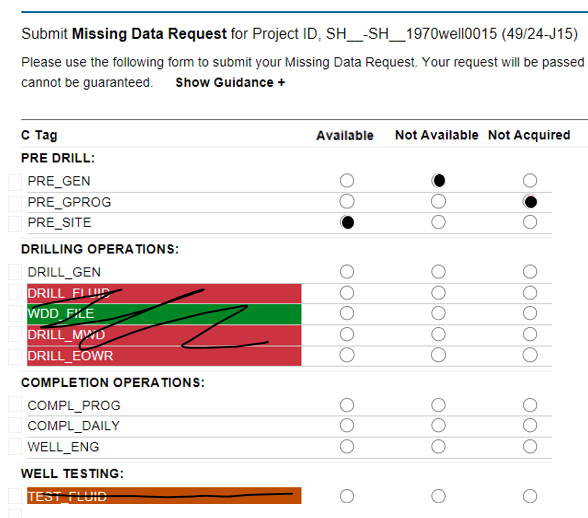 Submit Missing Data Request for Project ID, SH__-SH__1970well0015 (49/24-J15)
Please use the following form to submit your Missing Data Request. Your request will be passed
cannot be guaranteed. Show Guidance +
C Tag Available Not Available Not Acquired
PRE DRILL:
PRE_GEN
PRE_GPROG
PRE_SITE
DRILLING OPERATIONS:
DRILL_GEN
DRILL_FLUID
WDD_FILE
DRILL_MWD
DRILL_EOWR
COMPLETION OPERATIONS:
COMPL_PROG
COMPL_DAILY
WELL_ENG
WELL TESTING:
TEST_FLUID